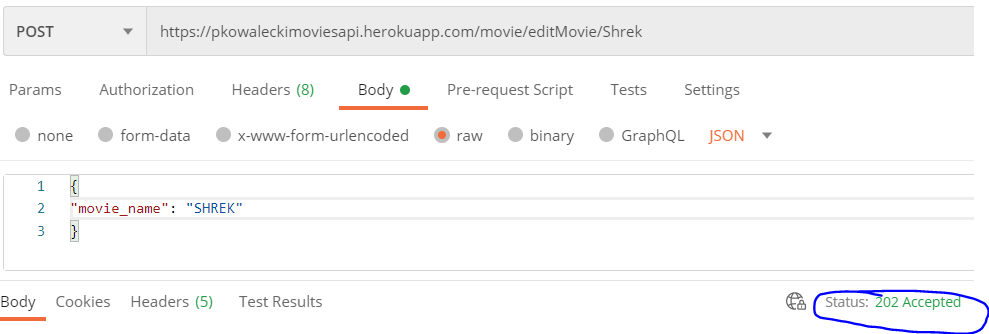 POST https://pkowaleckimoviesapi.herokuapp.com/movie/editMovie/Shrek
Params Authorization Headers (8) Body Pre-request Script Tests Settings
none form-data x-www-form-urlencoded raw binary GraphQL JSON
1 {
2 "movie_name": "SHREK"
3 }
Body Cookies Headers (5) Test Results Status: 202 Accepted